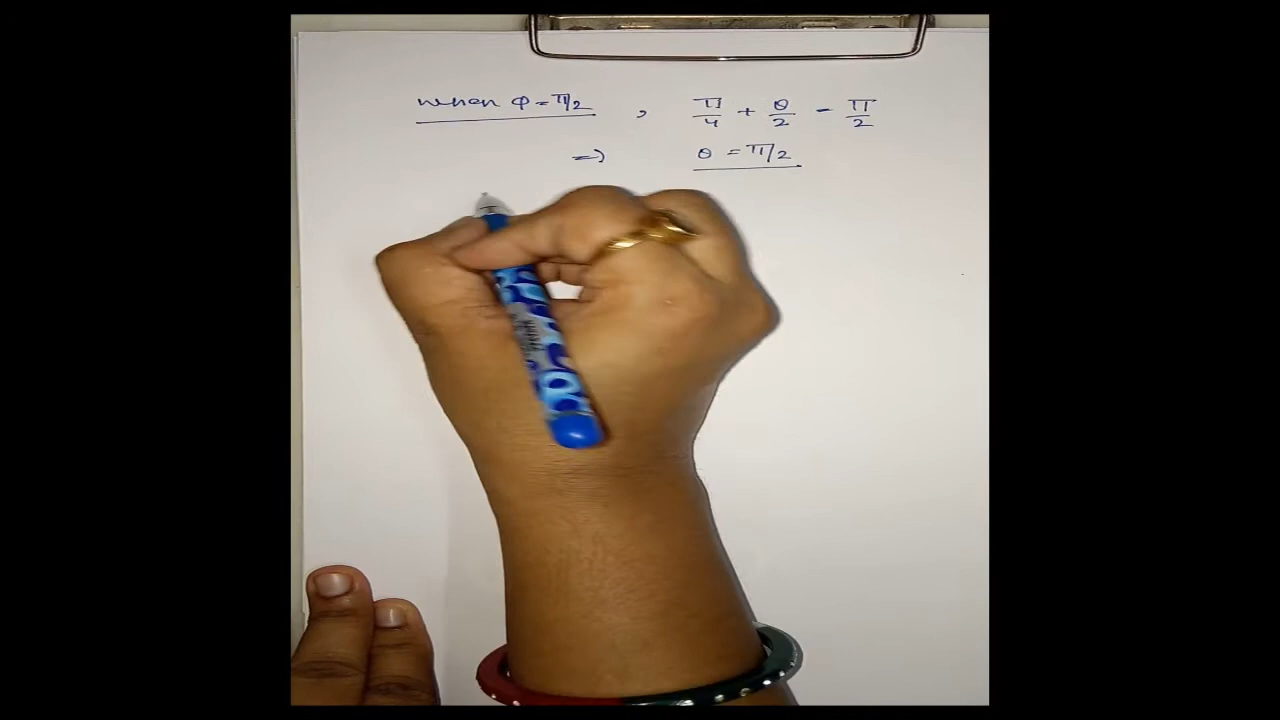 when φ = π/2 , π/4 + θ/2 - π/2
=> θ = π/2